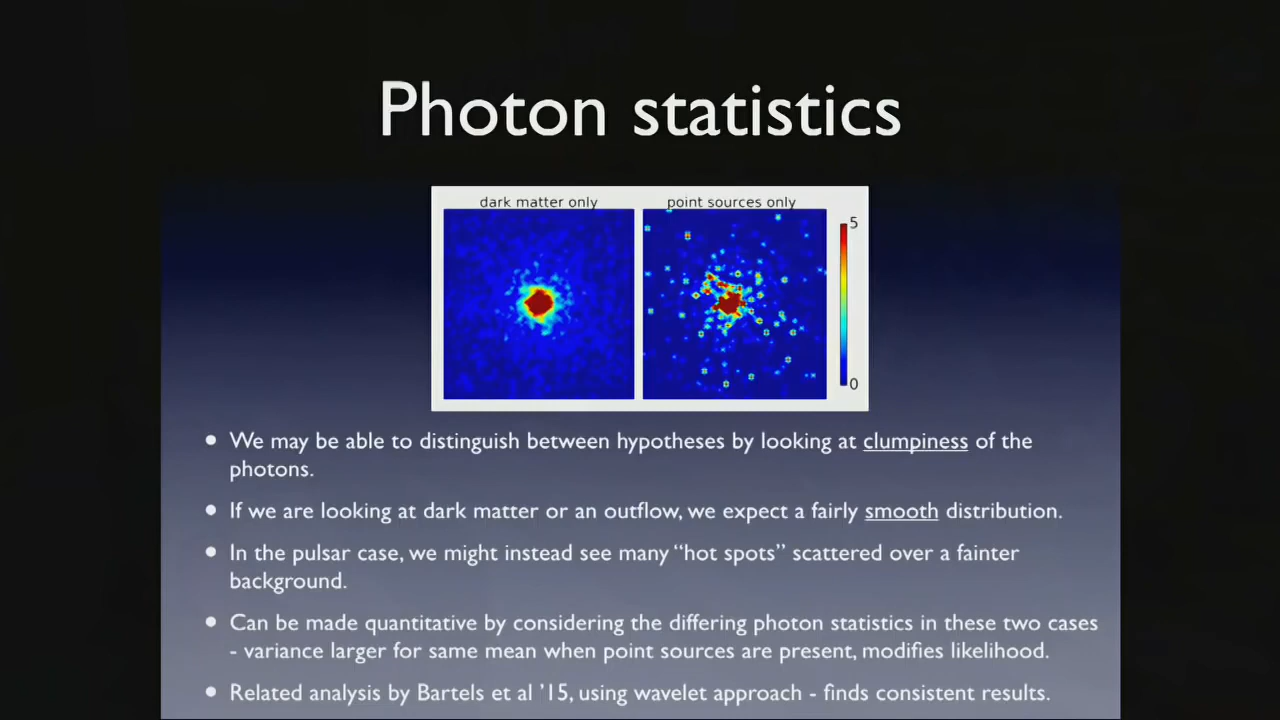 Photon statistics
dark matter only
point sources only
5
0
• We may be able to distinguish between hypotheses by looking at clumpiness of the
photons.
• If we are looking at dark matter or an outflow, we expect a fairly smooth distribution.
• In the pulsar case, we might instead see many “hot spots” scattered over a fainter
background.
• Can be made quantitative by considering the differing photon statistics in these two cases
- variance larger for same mean when point sources are present, modifies likelihood.
• Related analysis by Bartels et al ’15, using wavelet approach - finds consistent results.